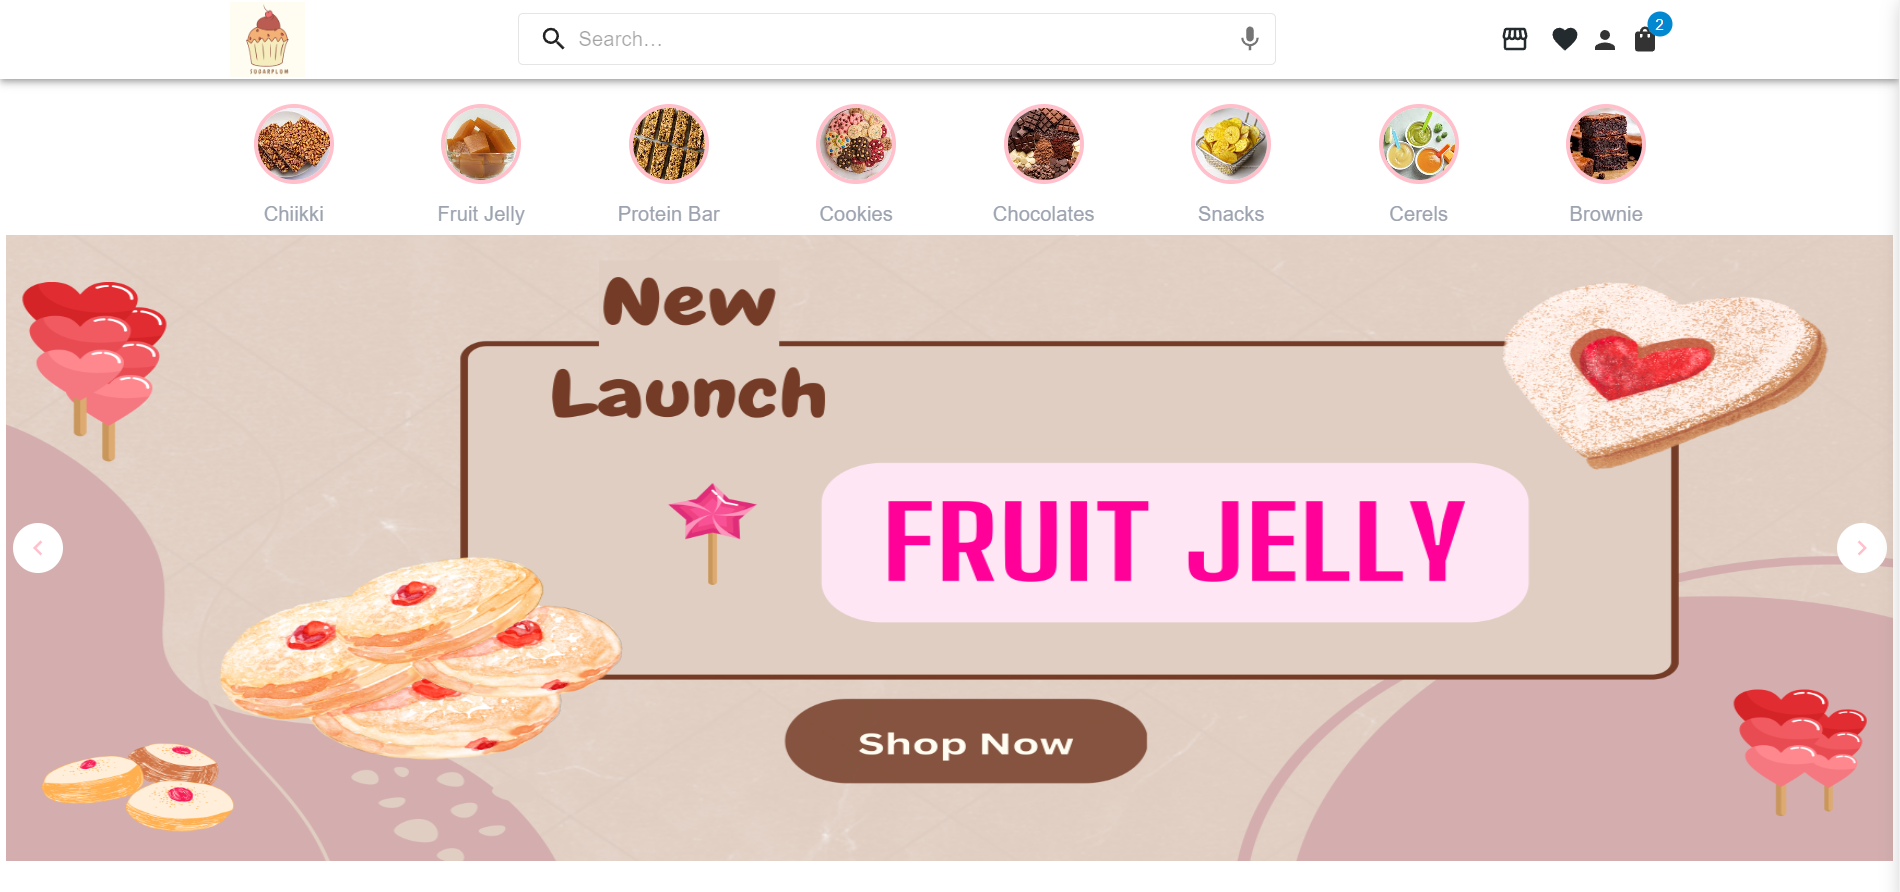 SUGARPLUM
Search...
2
Chiikki
Fruit Jelly
Protein Bar
Cookies
Chocolates
Snacks
Cerels
Brownie
New
Launch
FRUIT JELLY
Shop Now